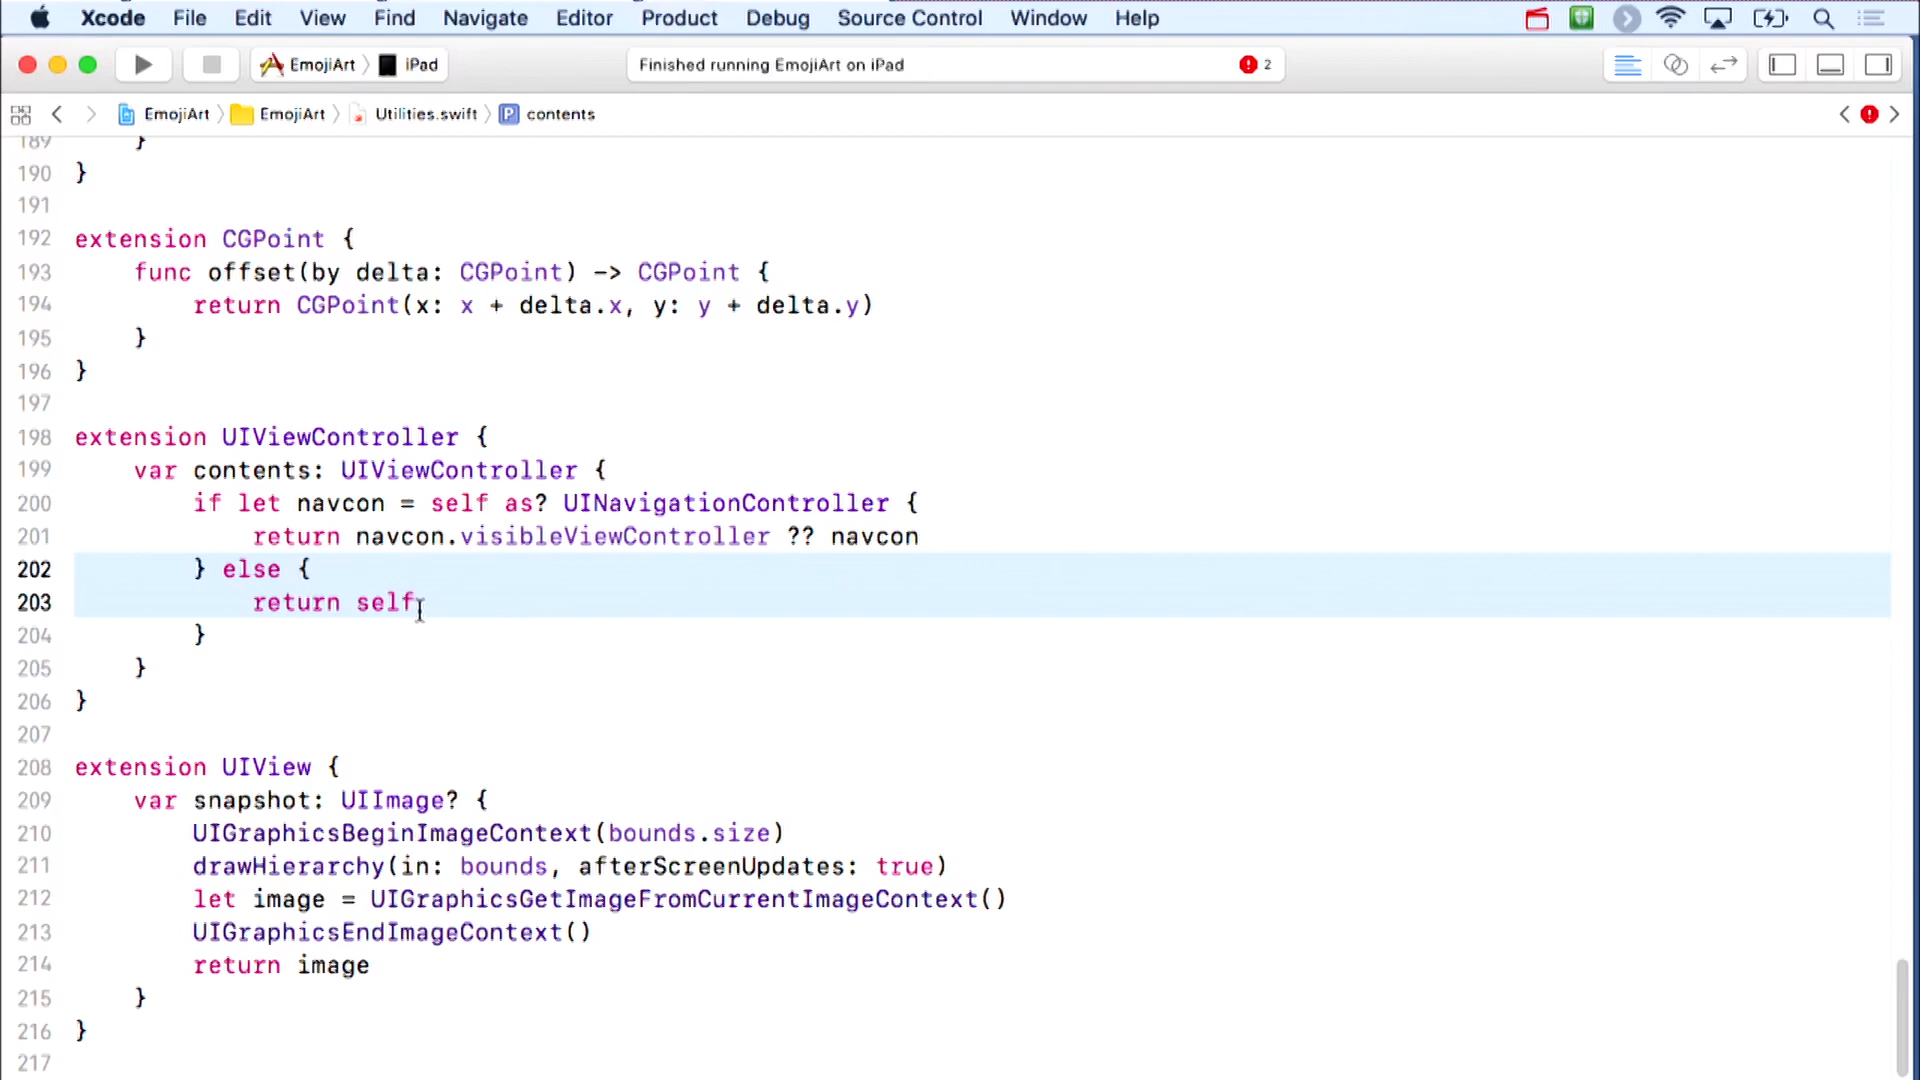 Xcode File Edit View Find Navigate Editor Product Debug Source Control Window Help
EmojiArt iPad Finished running EmojiArt on iPad 2
EmojiArt EmojiArt Utilities.swift P contents
189 }
190 }
191
192 extension CGPoint {
193 func offset(by delta: CGPoint) -> CGPoint {
194 return CGPoint(x: x + delta.x, y: y + delta.y)
195 }
196 }
197
198 extension UIViewController {
199 var contents: UIViewController {
200 if let navcon = self as? UINavigationController {
201 return navcon.visibleViewController ?? navcon
202 } else {
203 return self
204 }
205 }
206 }
207
208 extension UIView {
209 var snapshot: UIImage? {
210 UIGraphicsBeginImageContext(bounds.size)
211 drawHierarchy(in: bounds, afterScreenUpdates: true)
212 let image = UIGraphicsGetImageFromCurrentImageContext()
213 UIGraphicsEndImageContext()
214 return image
215 }
216 }
217